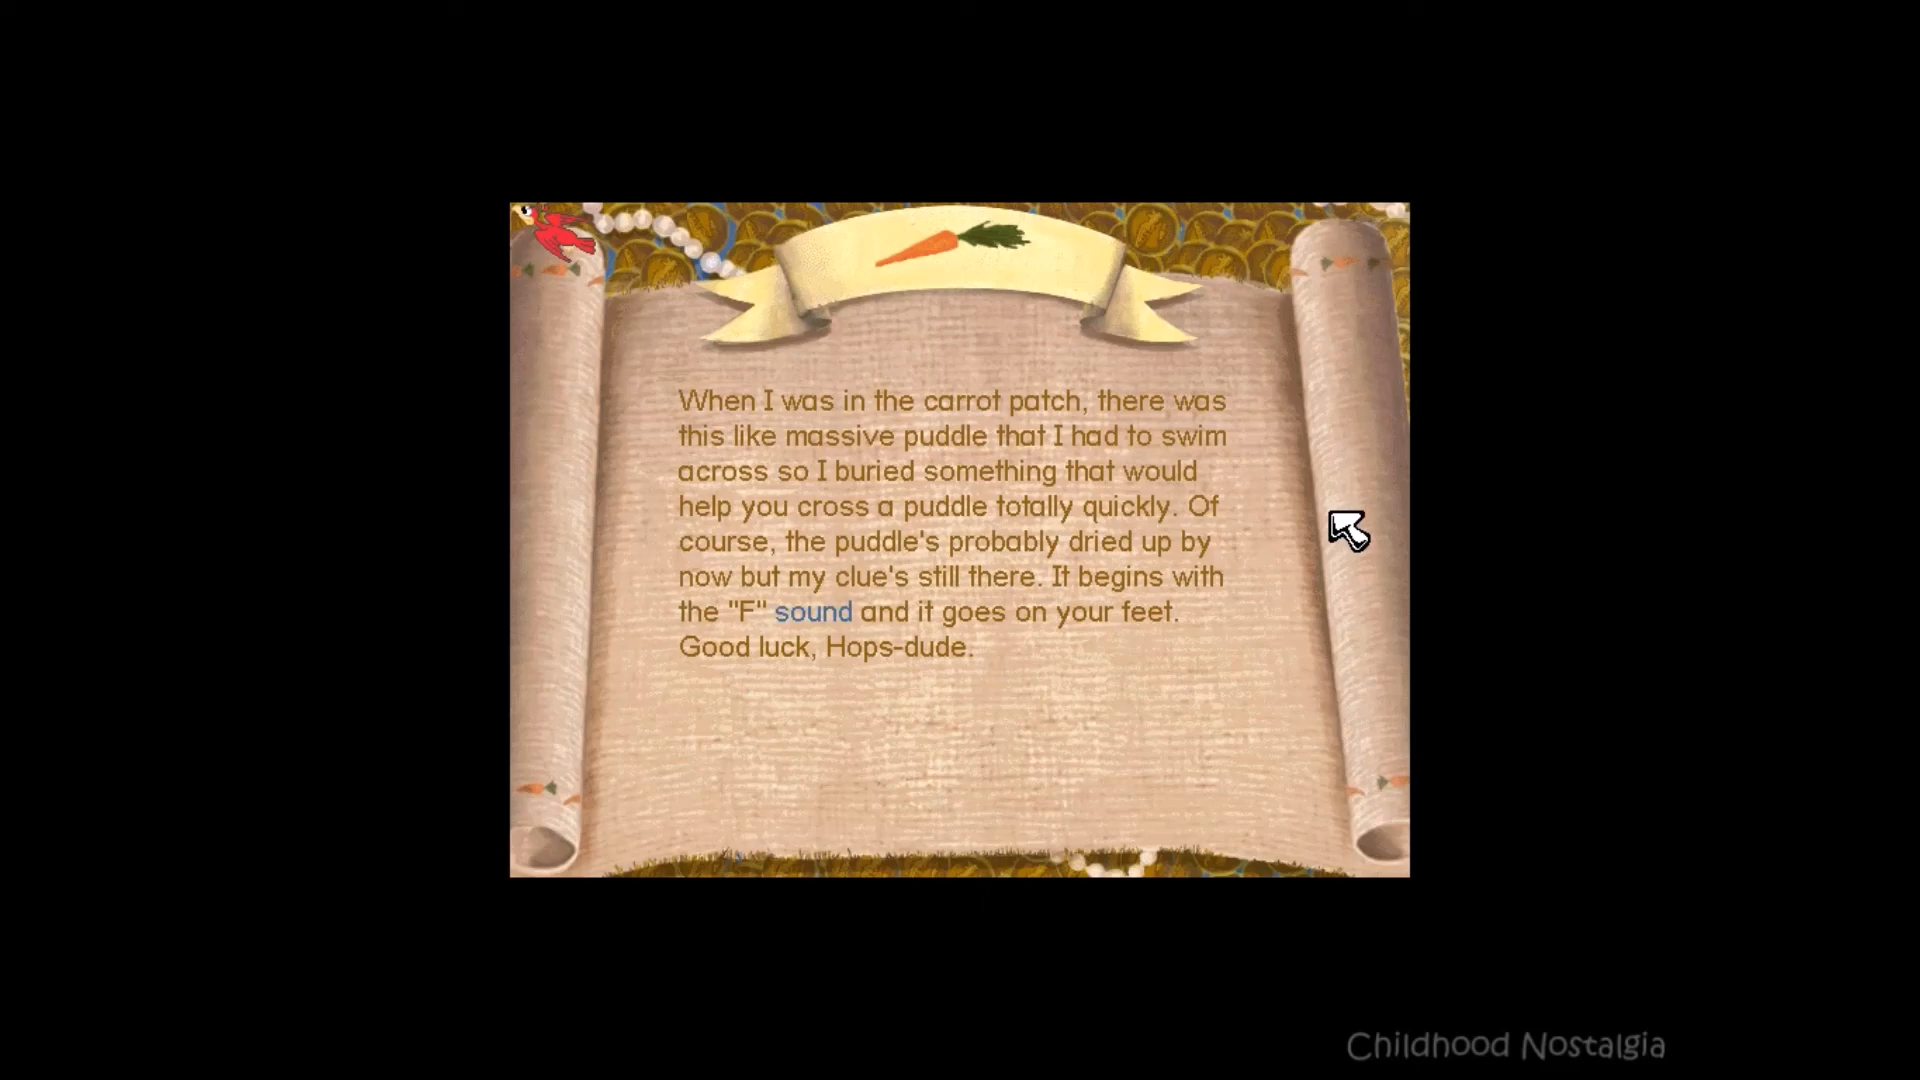 When I was in the carrot patch, there was
this like massive puddle that I had to swim
across so I buried something that would
help you cross a puddle totally quickly. Of
course, the puddle's probably dried up by
now but my clue's still there. It begins with
the "F" sound and it goes on your feet.
Good luck, Hops-dude.
Childhood Nostalgia